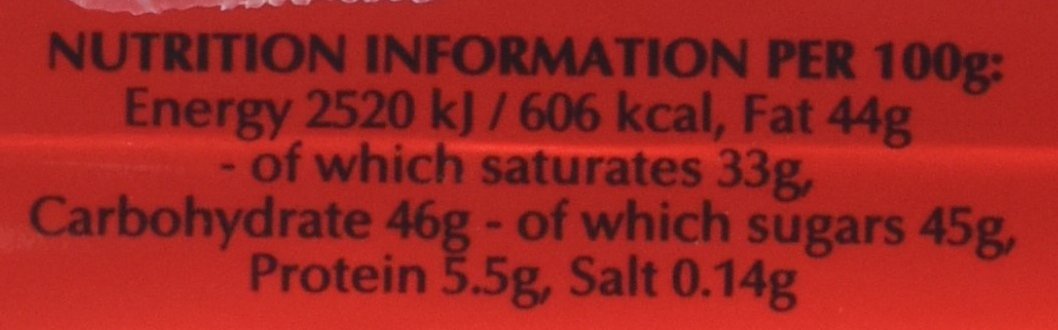 NUTRITION INFORMATION PER 100g:
Energy 2520 kJ / 606 kcal, Fat 44g
- of which saturates 33g,
Carbohydrate 46g - of which sugars 45g,
Protein 5.5g, Salt 0.14g